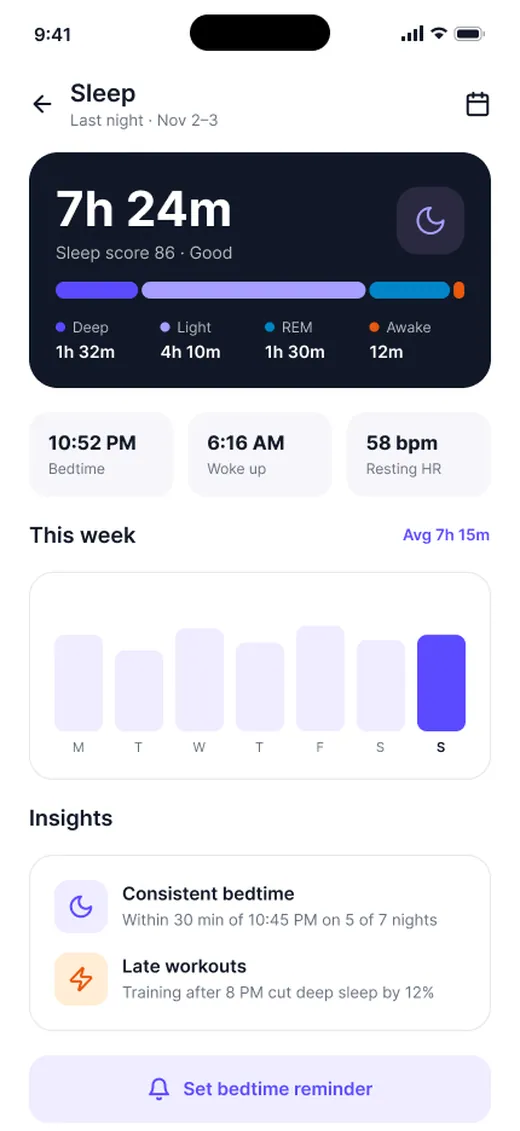 9:41
Sleep
Last night · Nov 2–3
7h 24m
Sleep score 86 · Good
Deep Light REM Awake
1h 32m 4h 10m 1h 30m 12m
10:52 PM 6:16 AM 58 bpm
Bedtime Woke up Resting HR
This week Avg 7h 15m
M T W T F S S
Insights
Consistent bedtime
Within 30 min of 10:45 PM on 5 of 7 nights
Late workouts
Training after 8 PM cut deep sleep by 12%
Set bedtime reminder